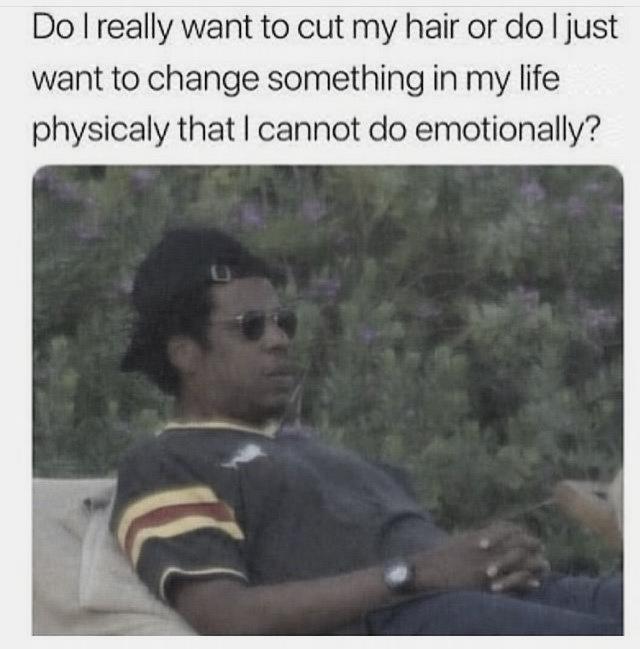 Do I really want to cut my hair or do I just
want to change something in my life
physicaly that I cannot do emotionally?